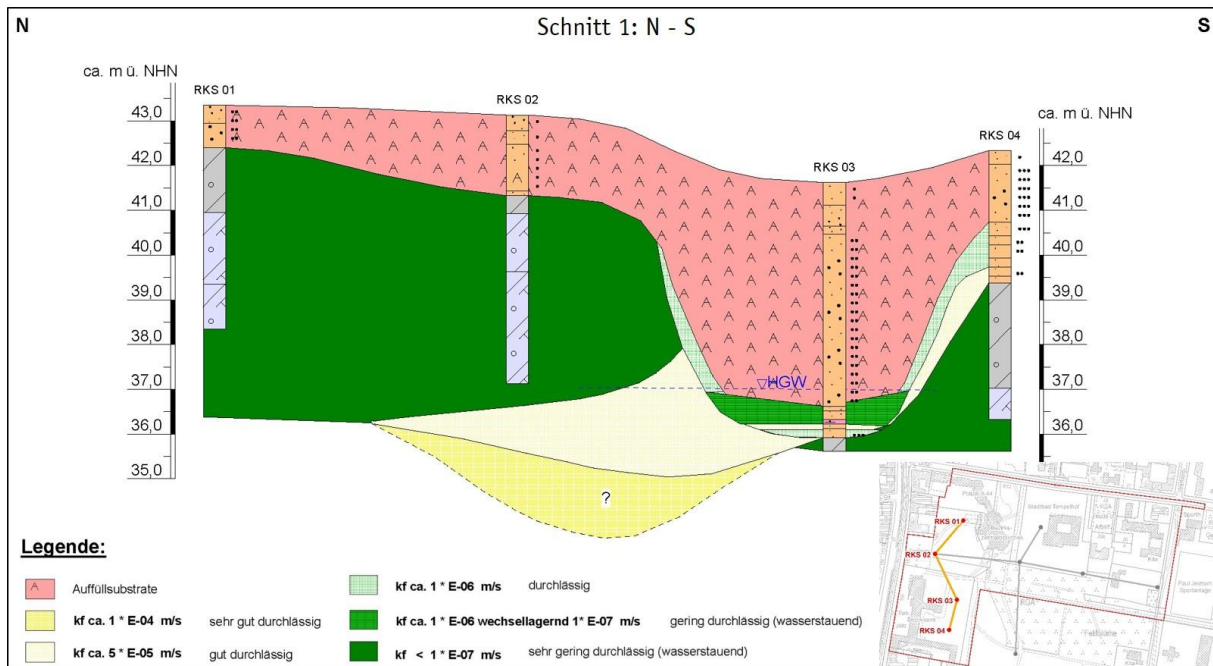 N
Schnitt 1: N - S
S
ca. m ü. NHN
RKS 01
RKS 02
RKS 03
RKS 04
ca. m ü. NHN
43,0
42,0
41,0
40,0
39,0
38,0
37,0
36,0
35,0
42,0
41,0
40,0
39,0
38,0
37,0
36,0
HGW
?
Legende:
Auffüllsubstrate
kf ca. 1 * E-04 m/s sehr gut durchlässig
kf ca. 5 * E-05 m/s gut durchlässig
kf ca. 1 * E-06 m/s durchlässig
kf ca. 1 * E-06 wechsellagernd 1* E-07 m/s gering durchlässig (wasserstauend)
kf < 1 * E-07 m/s sehr gering durchlässig (wasserstauend)
RKS 01
RKS 02
RKS 03
RKS 04
Stadtbad Tempelhof